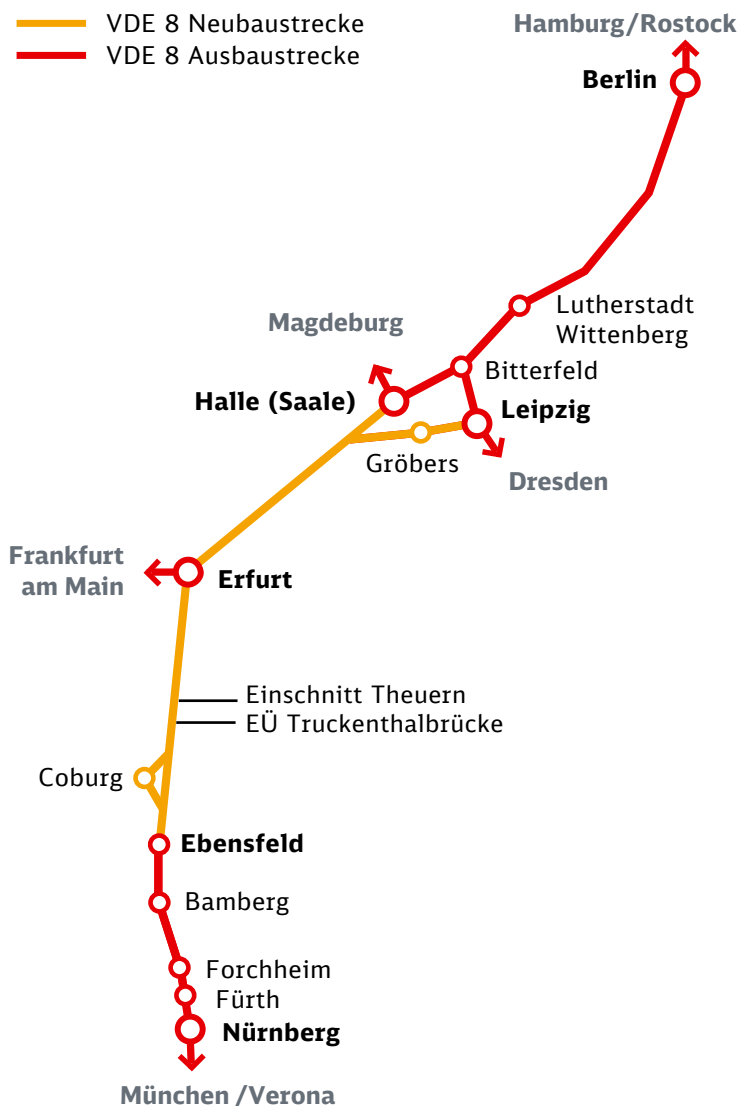 VDE 8 Neubaustrecke
VDE 8 Ausbaustrecke
Hamburg/Rostock
Berlin
Lutherstadt
Wittenberg
Magdeburg
Bitterfeld
Halle (Saale)
Leipzig
Gröbers
Dresden
Frankfurt
am Main
Erfurt
Einschnitt Theuern
EÜ Truckenthalbrücke
Coburg
Ebensfeld
Bamberg
Forchheim
Fürth
Nürnberg
München /Verona